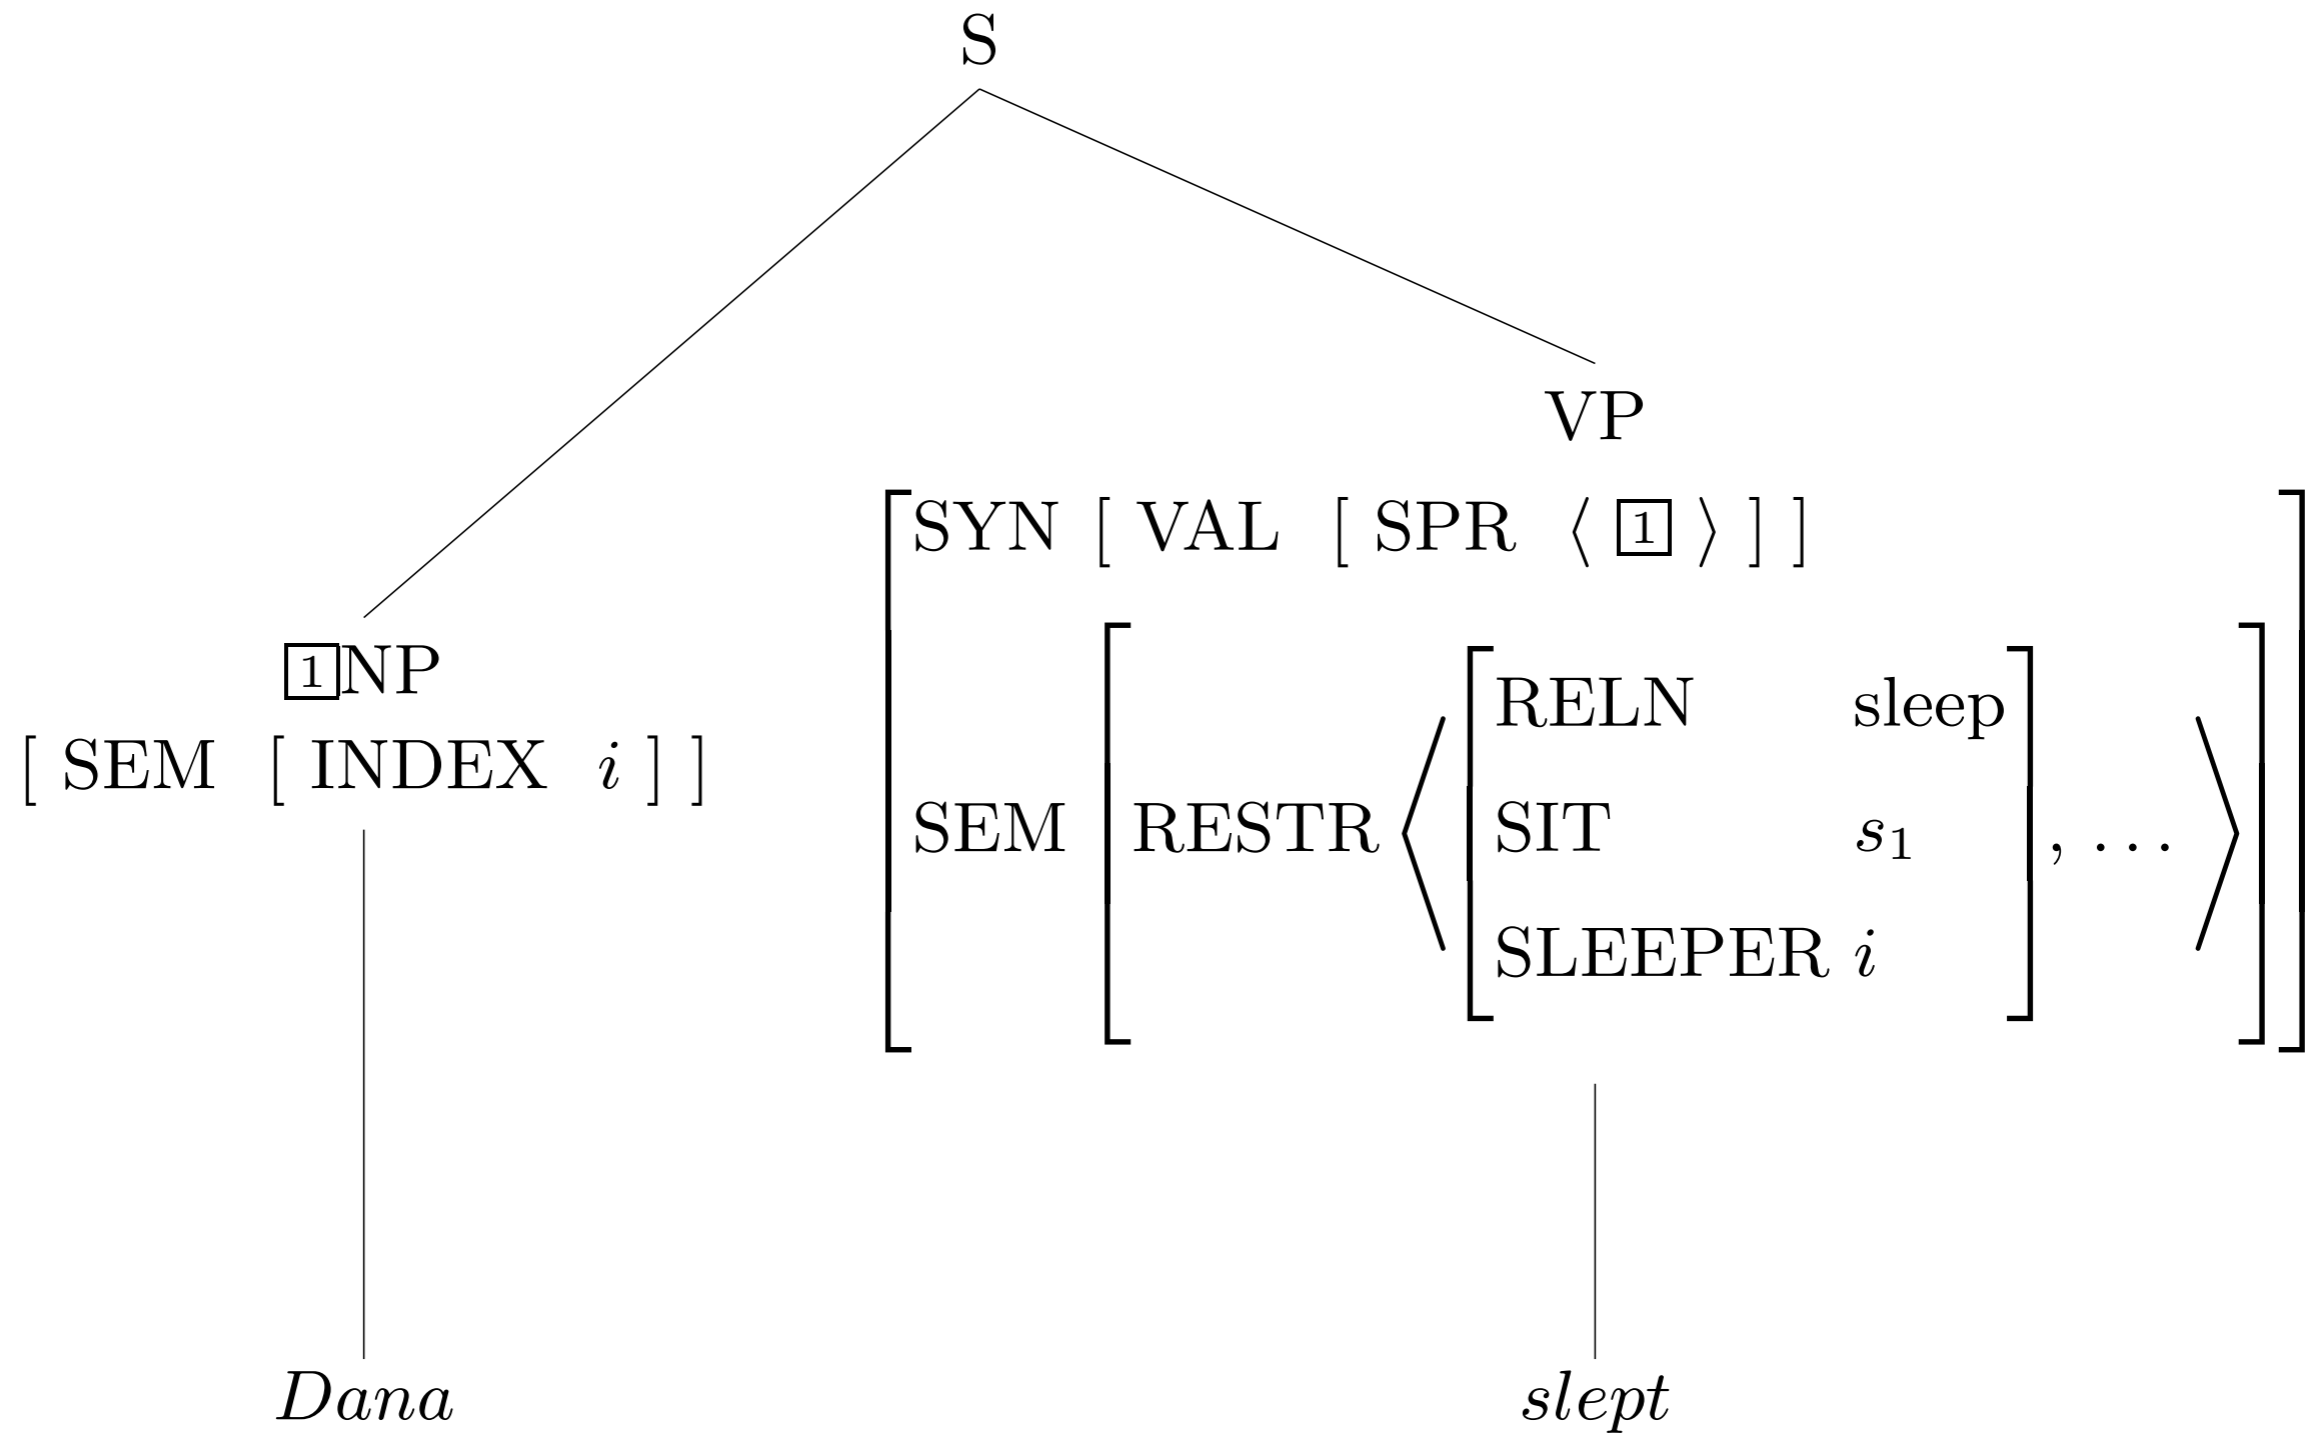 S
VP
[SYN [ VAL [ SPR ⟨ 1 ⟩ ] ]
1NP
[ SEM [ INDEX i ] ]
RELN sleep
SEM [RESTR ⟨ SIT s₁ , … ⟩]]
SLEEPER i
Dana
slept